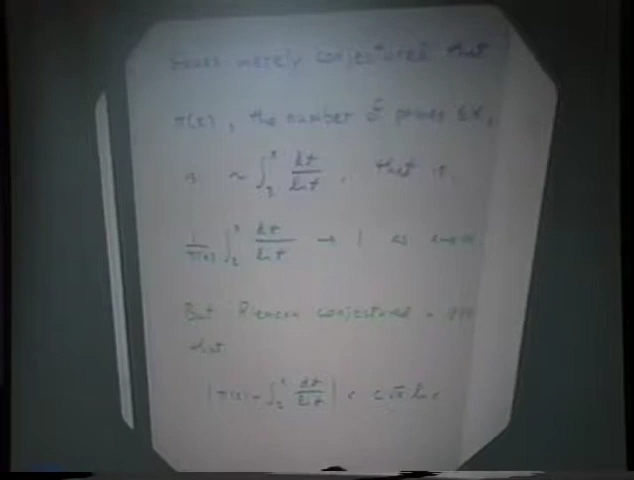 Gauss merely conjectured that
π(x), the number of primes ≤ x,
is ~ ∫₂ˣ dt/ln t. That is,
1/π(x) ∫₂ˣ dt/ln t → 1 as x→∞
But Riemann conjectured in
that
|π(x) - ∫₂ˣ dt/ln t| < c√x ln x